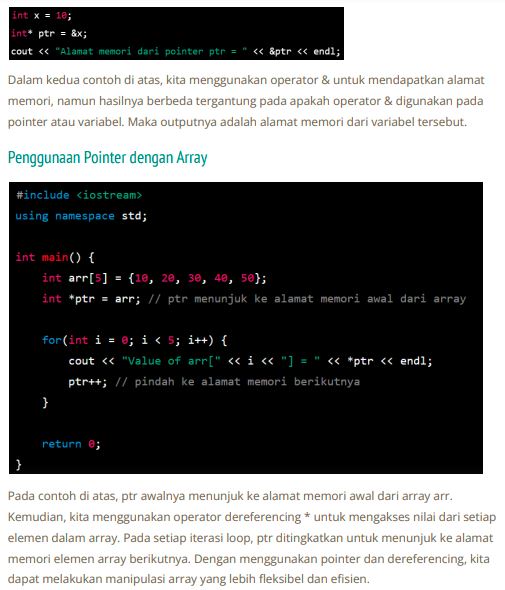 int x = 10;
int* ptr = &x;
cout << "Alamat memori dari pointer ptr = " << &ptr << endl;
Dalam kedua contoh di atas, kita menggunakan operator & untuk mendapatkan alamat
memori, namun hasilnya berbeda tergantung pada apakah operator & digunakan pada
pointer atau variabel. Maka outputnya adalah alamat memori dari variabel tersebut.
Penggunaan Pointer dengan Array
#include <iostream>
using namespace std;
int main() {
    int arr[5] = {10, 20, 30, 40, 50};
    int *ptr = arr; // ptr menunjuk ke alamat memori awal dari array
    for(int i = 0; i < 5; i++) {
        cout << "Value of arr[" << i << "] = " << *ptr << endl;
        ptr++; // pindah ke alamat memori berikutnya
    }
    return 0;
}
Pada contoh di atas, ptr awalnya menunjuk ke alamat memori awal dari array arr.
Kemudian, kita menggunakan operator dereferencing * untuk mengakses nilai dari setiap
elemen dalam array. Pada setiap iterasi loop, ptr ditingkatkan untuk menunjuk ke alamat
memori elemen array berikutnya. Dengan menggunakan pointer dan dereferencing, kita
dapat melakukan manipulasi array yang lebih fleksibel dan efisien.